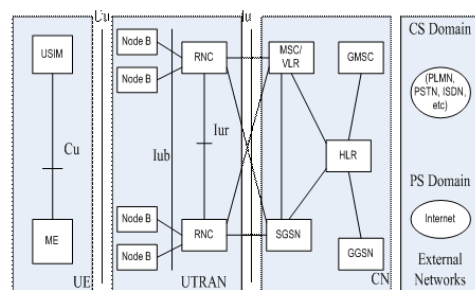 Uu
Iu
USIM
Cu
ME
UE
Node B
Node B
RNC
Iur
Iub
Node B
Node B
RNC
UTRAN
MSC/
VLR
GMSC
HLR
SGSN
GGSN
CN
CS Domain
(PLMN,
PSTN, ISDN,
etc)
PS Domain
Internet
External
Networks